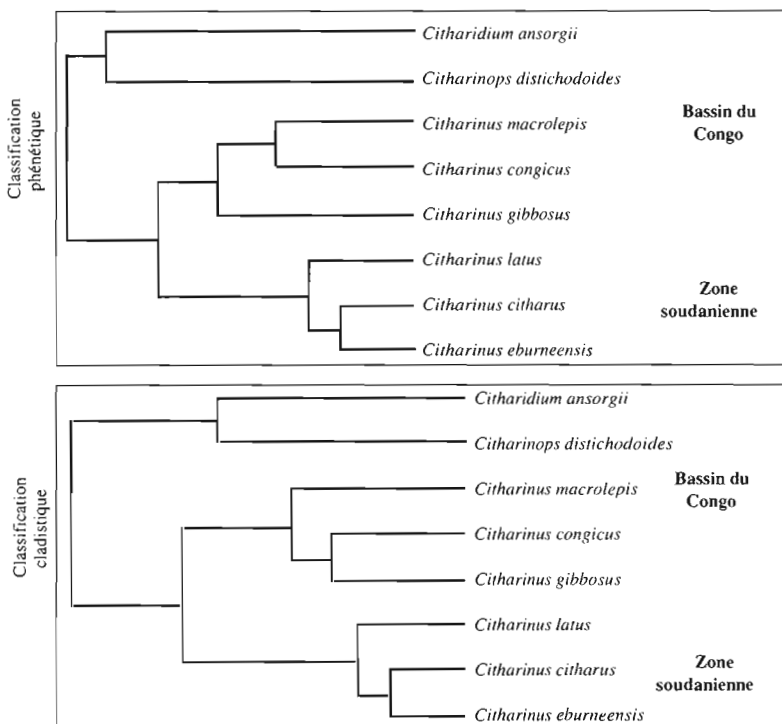 Classification
phénétique
Citharidium ansorgii
Citharinops distichodoides
Citharinus macrolepis
Citharinus congicus
Citharinus gibbosus
Citharinus latus
Citharinus citharus
Citharinus eburneensis
Bassin du
Congo
Zone
soudanienne
Classification
cladistique
Citharidium ansorgii
Citharinops distichodoides
Citharinus macrolepis
Citharinus congicus
Citharinus gibbosus
Citharinus latus
Citharinus citharus
Citharinus eburneensis
Bassin du
Congo
Zone
soudanienne